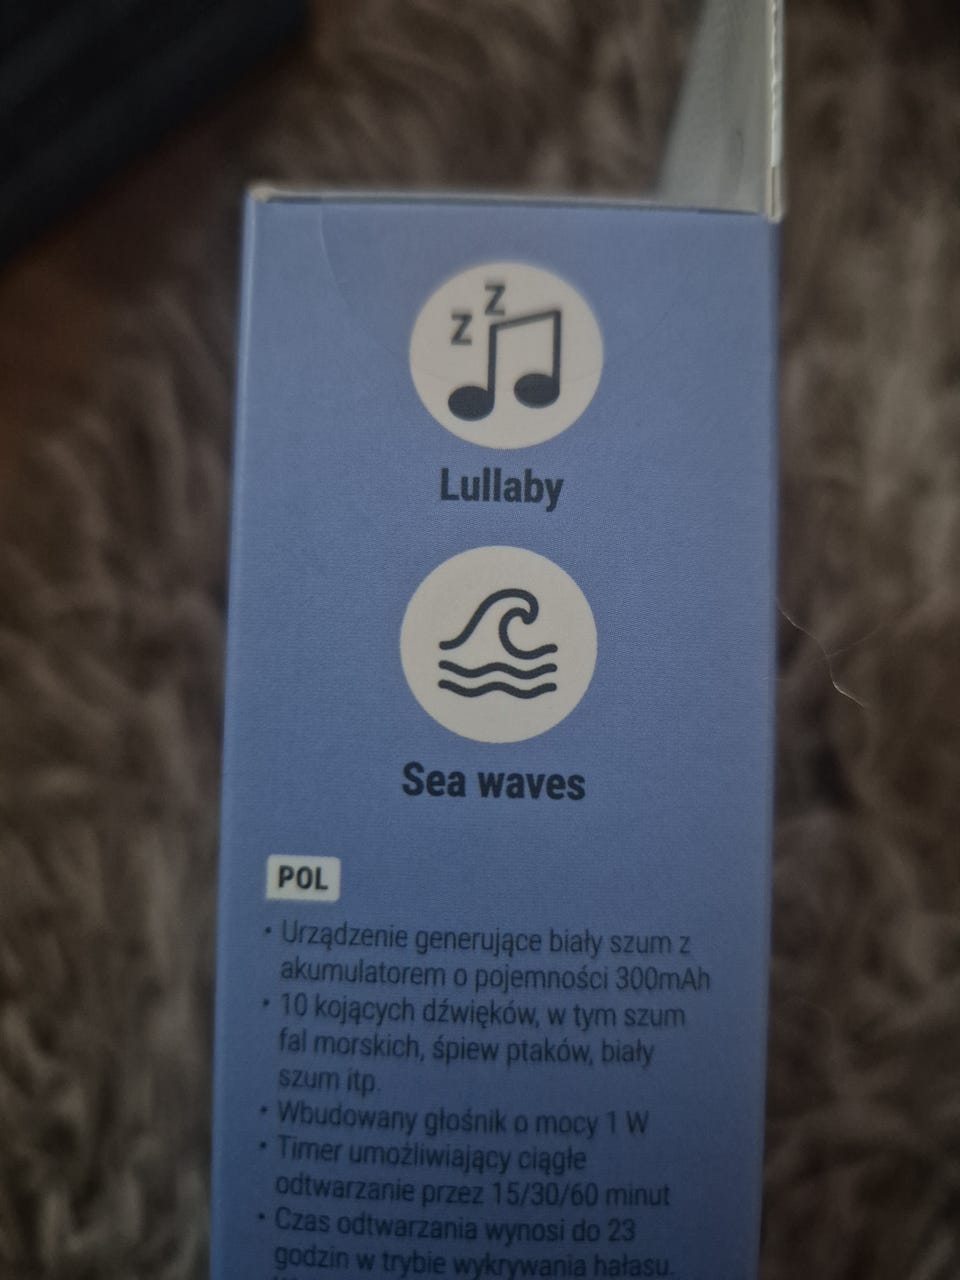 z
z
Lullaby
Sea waves
POL
• Urządzenie generujące biały szum z
akumulatorem o pojemności 300mAh
• 10 kojących dźwięków, w tym szum
fal morskich, śpiew ptaków, biały
szum itp.
• Wbudowany głośnik o mocy 1 W
• Timer umożliwiający ciągłe
odtwarzanie przez 15/30/60 minut
• Czas odtwarzania wynosi do 23
godzin w trybie wykrywania hałasu.